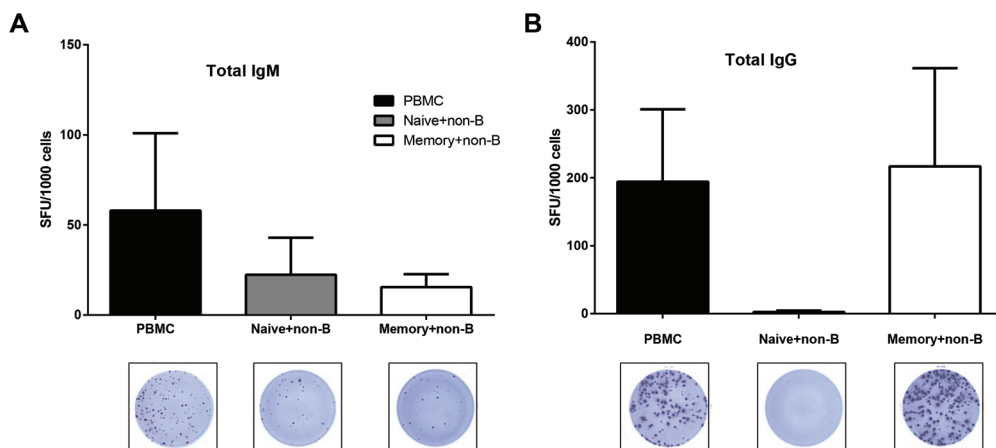 A
Total IgM
SFU/1000 cells
150
100
50
0
PBMC
Naive+non-B
Memory+non-B
PBMC
Naive+non-B
Memory+non-B
B
Total IgG
SFU/1000 cells
400
300
200
100
0
PBMC
Naive+non-B
Memory+non-B